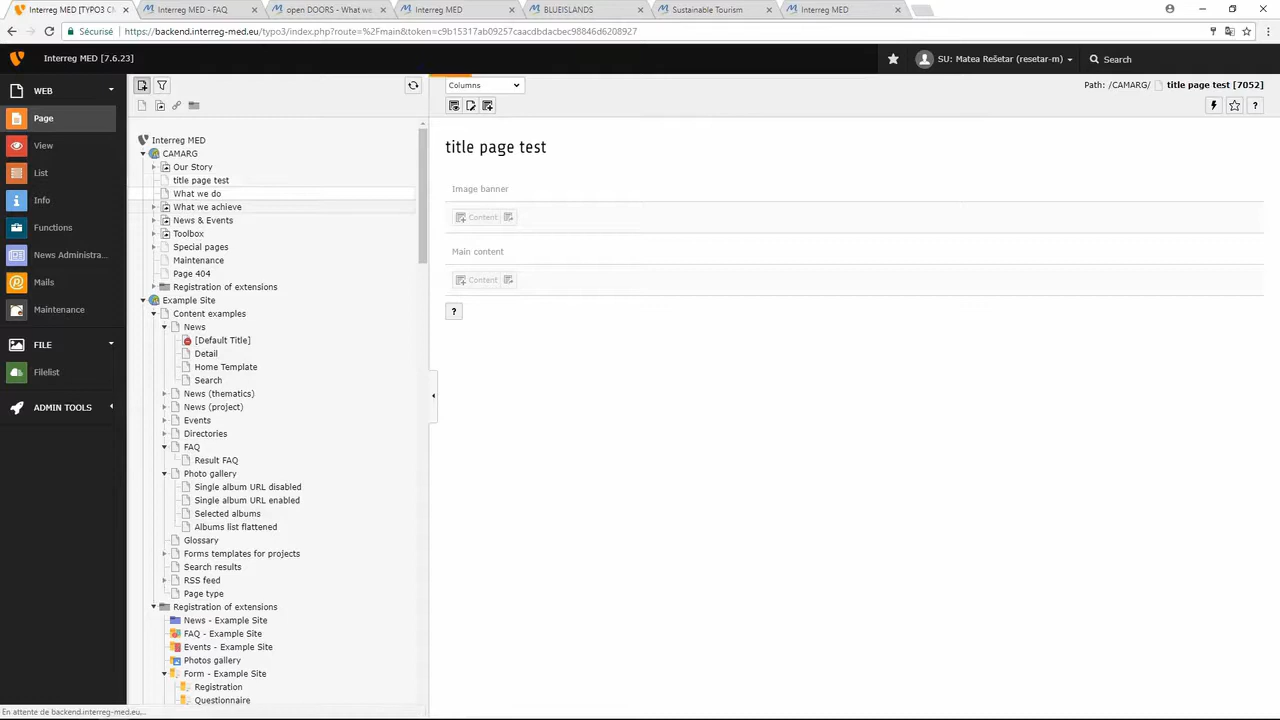 Interreg MED [TYPO3 CM
Interreg MED - FAQ
open DOORS - What we
Interreg MED
BLUEISLANDS
Sustainable Tourism
Interreg MED
Sécurisé
https://backend.interreg-med.eu/typo3/index.php?route=%2Fmain&token=c9b15317ab09257caacdbdacbec98846d6208927
Interreg MED [7.6.23]
SU: Matea Rešetar (resetar-m)
Search
WEB
Page
View
List
Info
Functions
News Administra...
Mails
Maintenance
FILE
Filelist
ADMIN TOOLS
Interreg MED
CAMARG
Our Story
title page test
What we do
What we achieve
News & Events
Toolbox
Special pages
Maintenance
Page 404
Registration of extensions
Example Site
Content examples
News
[Default Title]
Detail
Home Template
Search
News (thematics)
News (project)
Events
Directories
FAQ
Result FAQ
Photo gallery
Single album URL disabled
Single album URL enabled
Selected albums
Albums list flattened
Glossary
Forms templates for projects
Search results
RSS feed
Page type
Registration of extensions
News - Example Site
FAQ - Example Site
Events - Example Site
Photos gallery
Form - Example Site
Registration
Questionnaire
En attente de backend.interreg-med.eu...
Columns
Path: /CAMARG/ title page test [7052]
?
title page test
Image banner
Content
Main content
Content
?